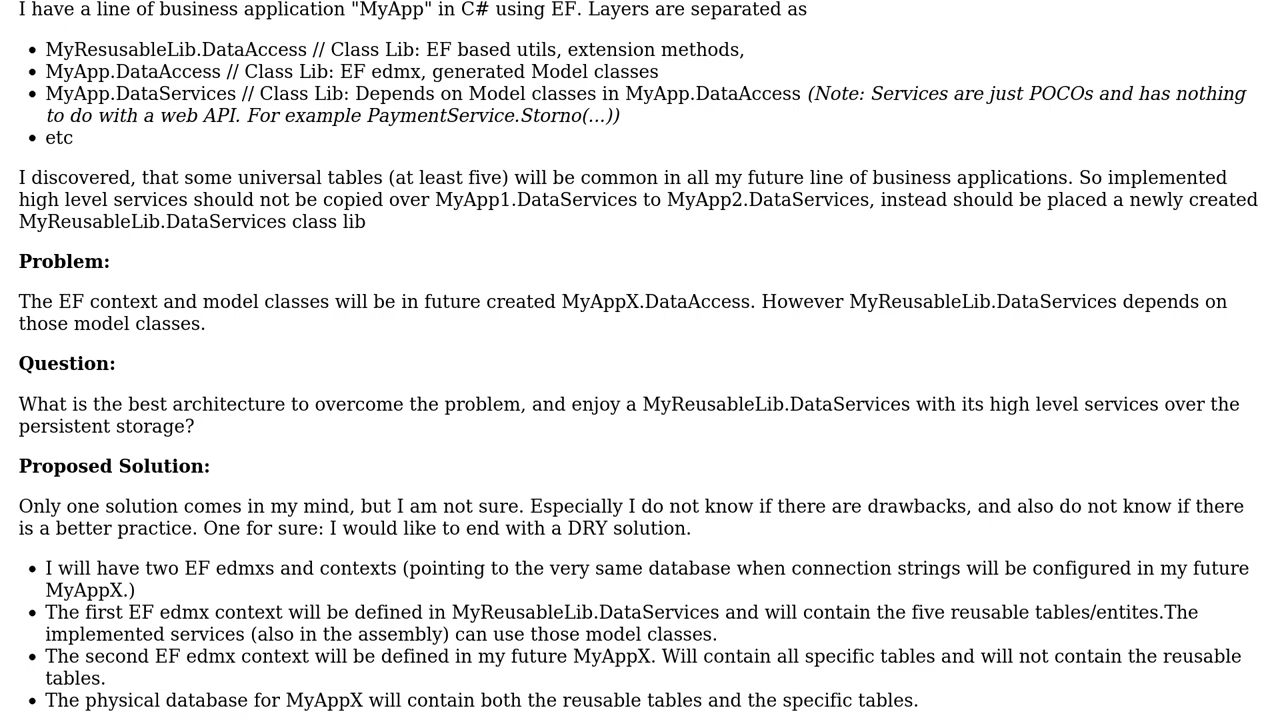 I have a line of business application "MyApp" in C# using EF. Layers are separated as
• MyResusableLib.DataAccess // Class Lib: EF based utils, extension methods,
• MyApp.DataAccess // Class Lib: EF edmx, generated Model classes
• MyApp.DataServices // Class Lib: Depends on Model classes in MyApp.DataAccess (Note: Services are just POCOs and has nothing
to do with a web API. For example PaymentService.Storno(...))
• etc
I discovered, that some universal tables (at least five) will be common in all my future line of business applications. So implemented
high level services should not be copied over MyApp1.DataServices to MyApp2.DataServices, instead should be placed a newly created
MyReusableLib.DataServices class lib
Problem:
The EF context and model classes will be in future created MyAppX.DataAccess. However MyReusableLib.DataServices depends on
those model classes.
Question:
What is the best architecture to overcome the problem, and enjoy a MyReusableLib.DataServices with its high level services over the
persistent storage?
Proposed Solution:
Only one solution comes in my mind, but I am not sure. Especially I do not know if there are drawbacks, and also do not know if there
is a better practice. One for sure: I would like to end with a DRY solution.
• I will have two EF edmxs and contexts (pointing to the very same database when connection strings will be configured in my future
MyAppX.)
• The first EF edmx context will be defined in MyReusableLib.DataServices and will contain the five reusable tables/entites.The
implemented services (also in the assembly) can use those model classes.
• The second EF edmx context will be defined in my future MyAppX. Will contain all specific tables and will not contain the reusable
tables.
• The physical database for MyAppX will contain both the reusable tables and the specific tables.